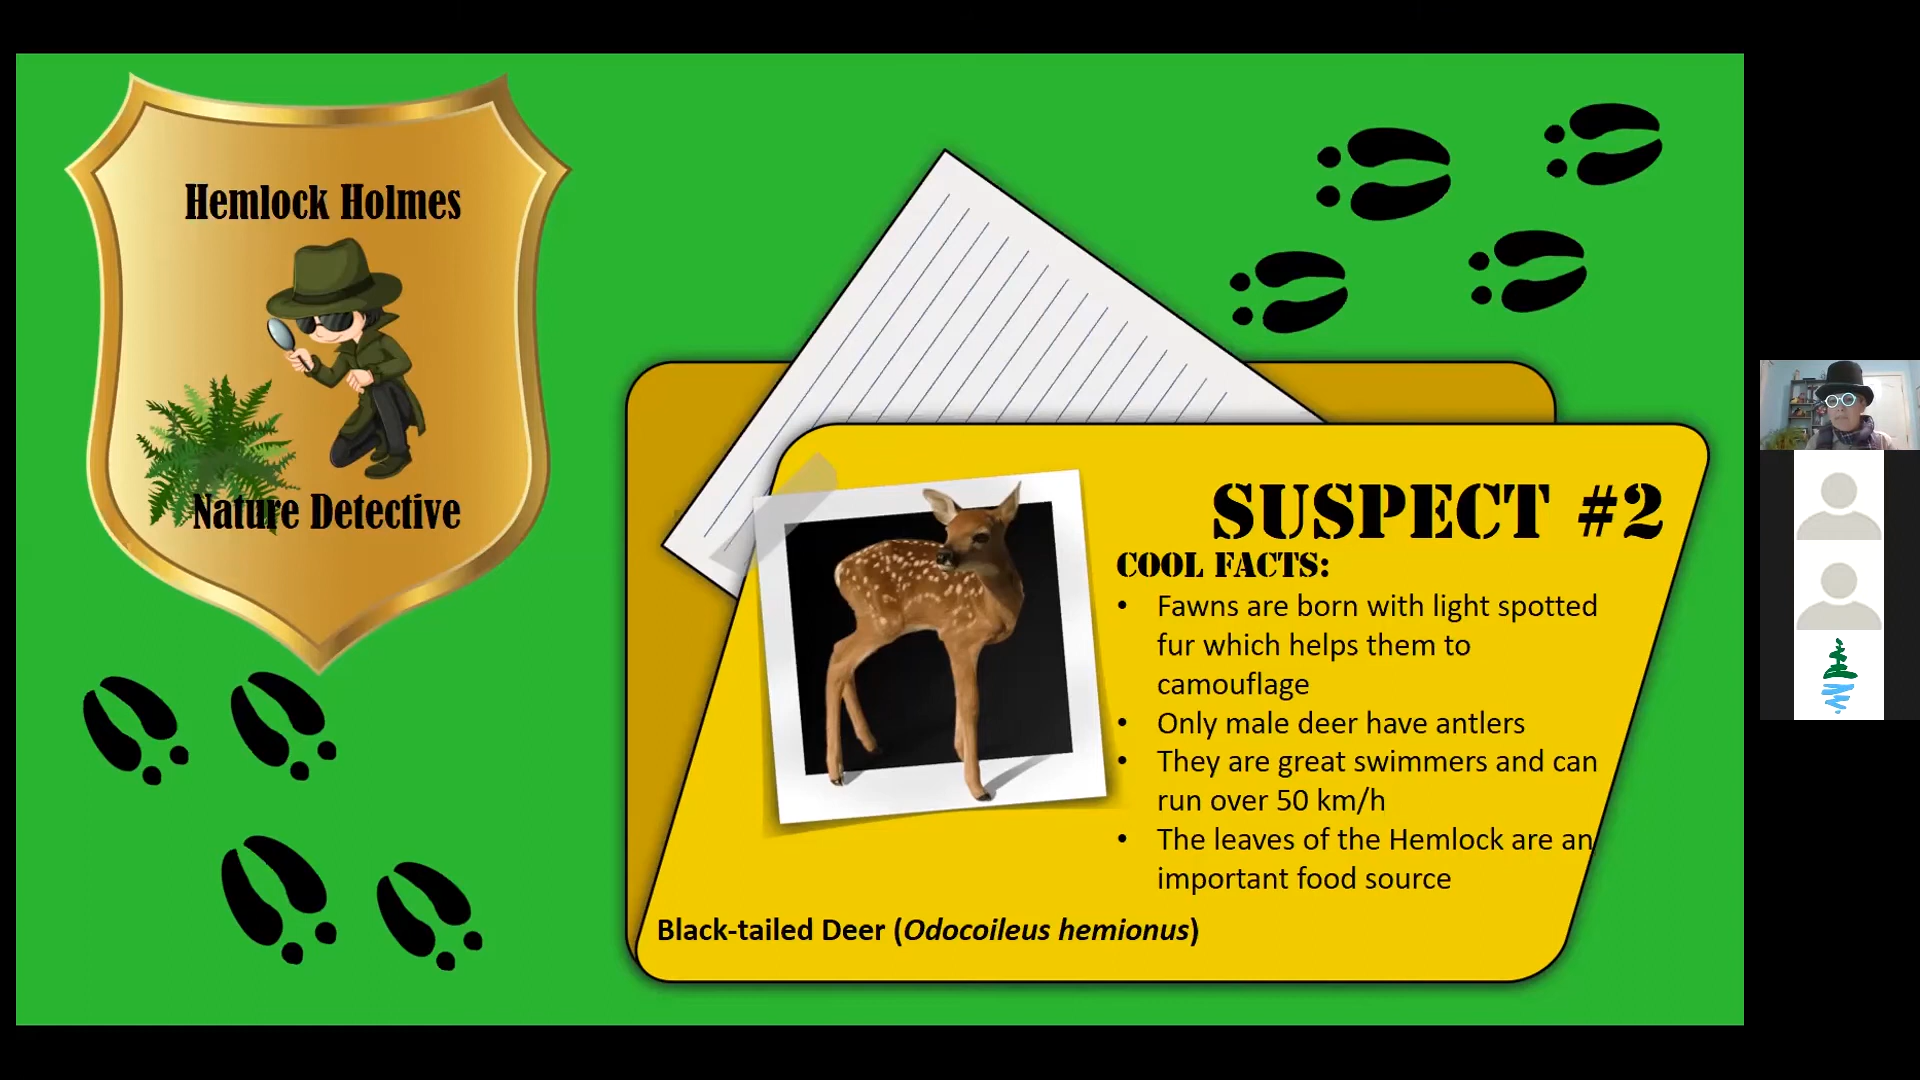 Hemlock Holmes
Nature Detective
SUSPECT #2
COOL FACTS:
• Fawns are born with light spotted
fur which helps them to
camouflage
• Only male deer have antlers
• They are great swimmers and can
run over 50 km/h
• The leaves of the Hemlock are an
important food source
Black-tailed Deer (Odocoileus hemionus)